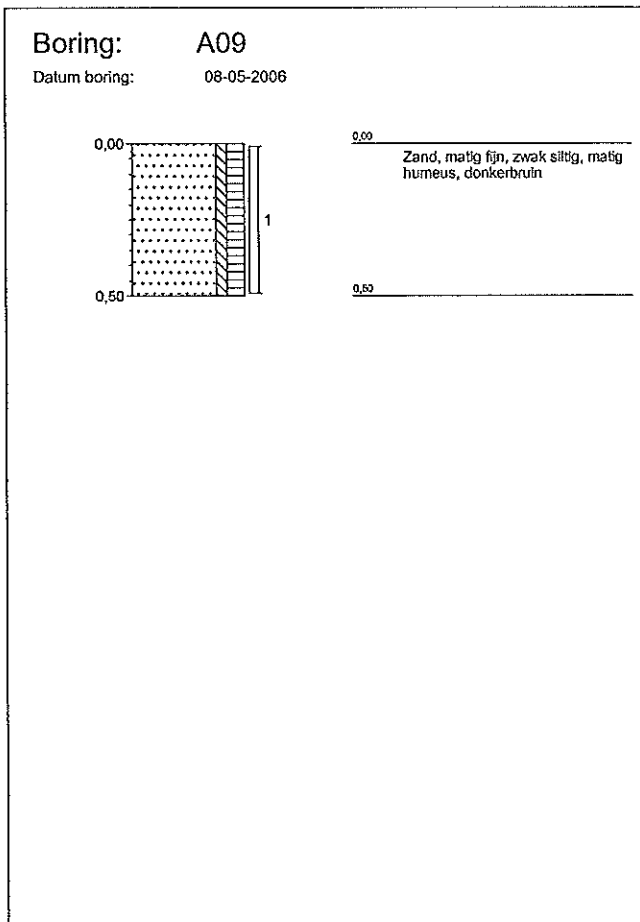 Boring: A09
Datum boring: 08-05-2006
0,00
0,00
Zand, matig fijn, zwak siltig, matig
humeus, donkerbruin
1
0,50
0,50